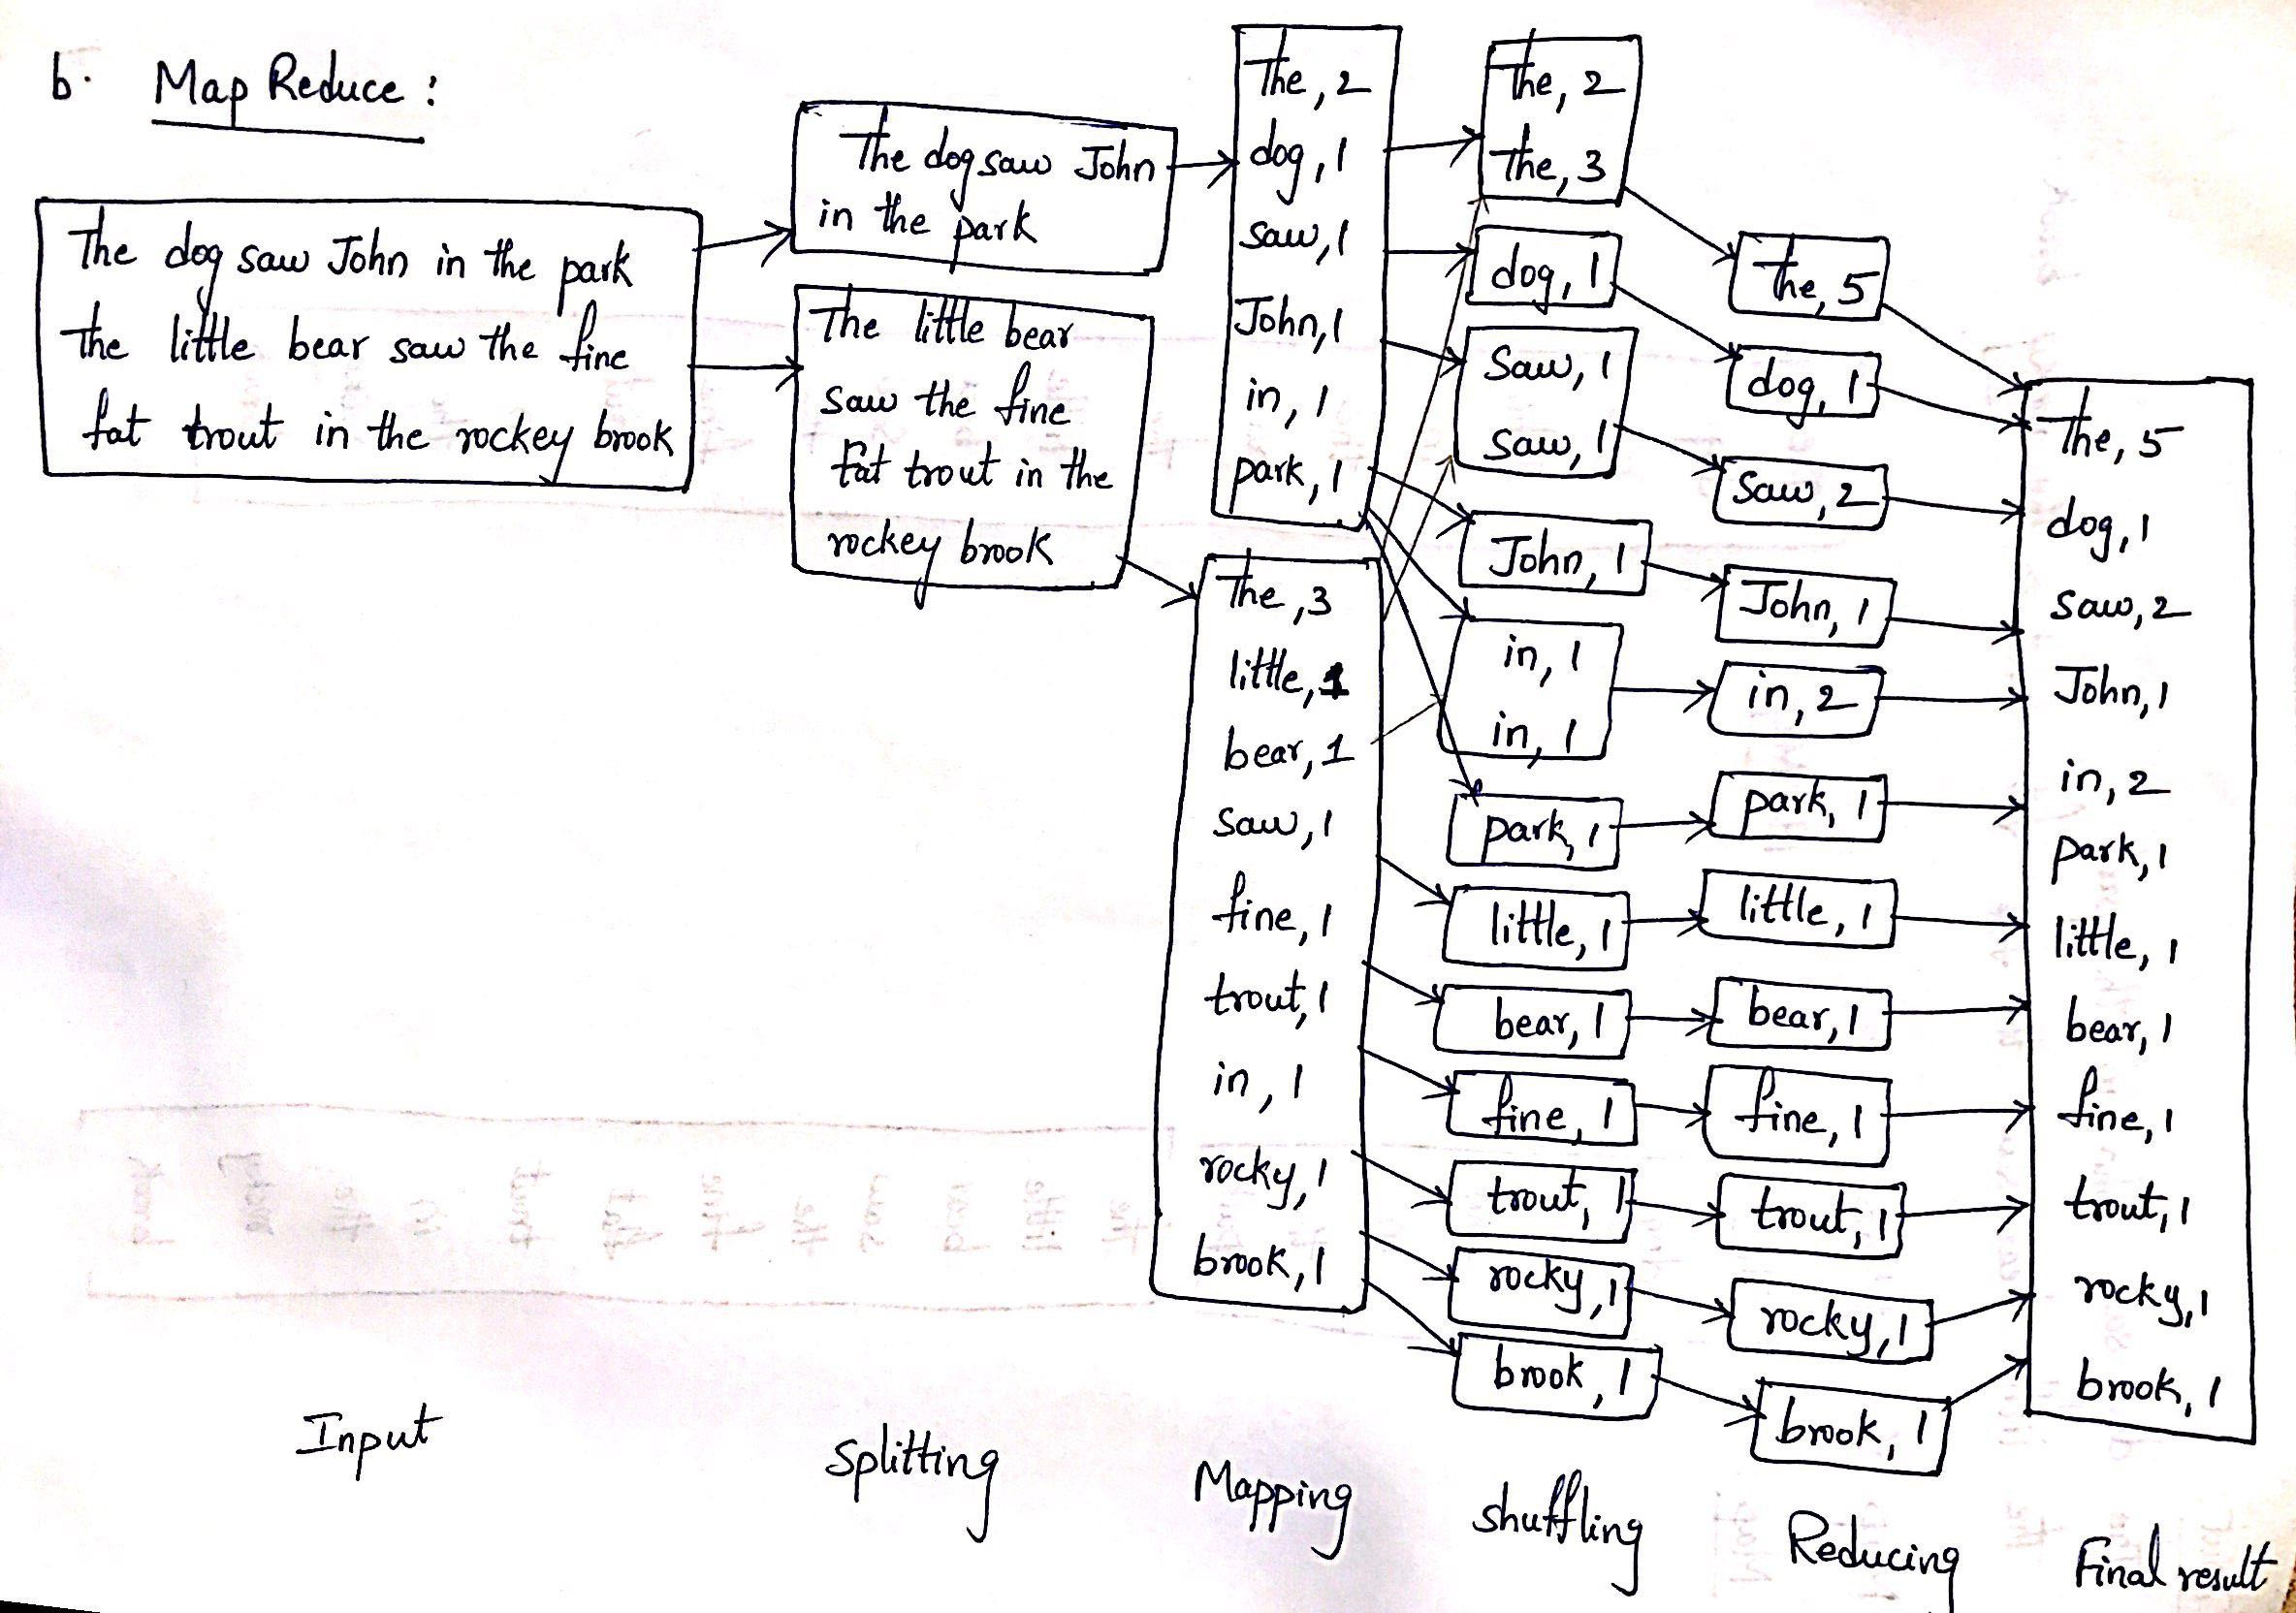 b. Map Reduce :
The dog saw John in the park
the little bear saw the fine
fat trout in the rockey brook
The dog saw John
in the park
The little bear
saw the fine
fat trout in the
rockey brook
The, 2
dog, 1
saw, 1
John, 1
in, 1
park, 1
The, 3
little, 1
bear, 1
saw, 1
fine, 1
trout, 1
in, 1
rocky, 1
brook, 1
The, 2
The, 3
dog, 1
Saw, 1
saw, 1
John, 1
in, 1
in, 1
park, 1
little, 1
bear, 1
fine, 1
trout, 1
rocky, 1
brook, 1
The, 5
dog, 1
Saw, 2
John, 1
in, 2
park, 1
little, 1
bear, 1
fine, 1
trout, 1
rocky, 1
brook, 1
The, 5
dog, 1
saw, 2
John, 1
in, 2
park, 1
little, 1
bear, 1
fine, 1
trout, 1
rocky, 1
brook, 1
Input
Splitting
Mapping
shuffling
Reducing
Final result